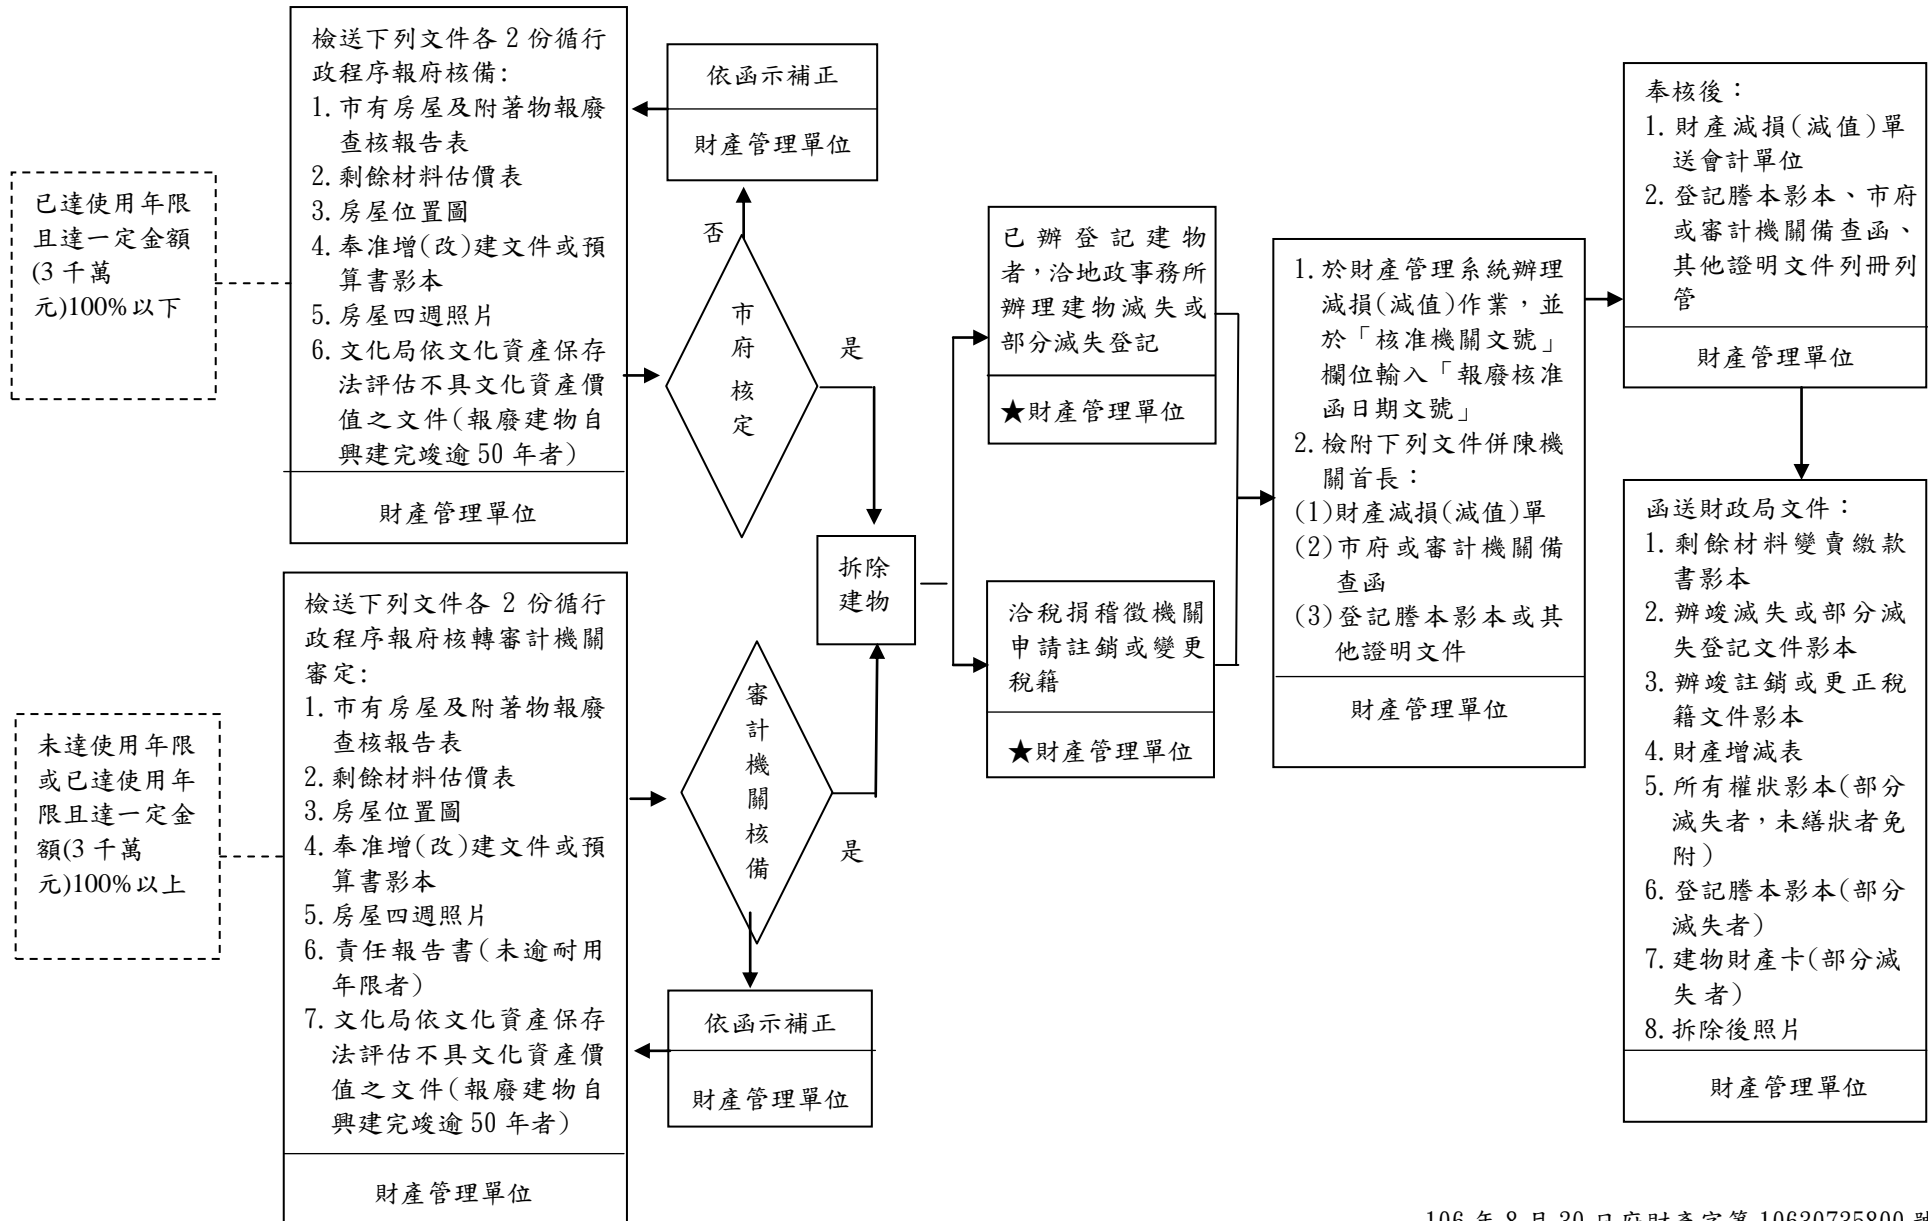 已達使用年限
且達一定金額
(3 千萬
元)100%以下
檢送下列文件各 2 份循行
政程序報府核備:
1.市有房屋及附著物報廢
查核報告表
2.剩餘材料估價表
3.房屋位置圖
4.奉准增(改)建文件或預
算書影本
5.房屋四週照片
6.文化局依文化資產保存
法評估不具文化資產價
值之文件(報廢建物自
興建完竣逾 50 年者)
財產管理單位
依函示補正
財產管理單位
否
市
府
核
定
是
未達使用年限
或已達使用年
限且達一定金
額(3 千萬
元)100%以上
檢送下列文件各 2 份循行
政程序報府核轉審計機關
審定:
1.市有房屋及附著物報廢
查核報告表
2.剩餘材料估價表
3.房屋位置圖
4.奉准增(改)建文件或預
算書影本
5.房屋四週照片
6.責任報告書(未逾耐用
年限者)
7.文化局依文化資產保存
法評估不具文化資產價
值之文件(報廢建物自
興建完竣逾 50 年者)
財產管理單位
審
計
機
關
核
備
是
依函示補正
財產管理單位
拆除
建物
已辦登記建物
者,洽地政事務所
辦理建物滅失或
部分滅失登記
★財產管理單位
洽稅捐稽徵機關
申請註銷或變更
稅籍
★財產管理單位
1.於財產管理系統辦理
減損(減值)作業,並
於「核准機關文號」
欄位輸入「報廢核准
函日期文號」
2.檢附下列文件併陳機
關首長:
(1)財產減損(減值)單
(2)市府或審計機關備
查函
(3)登記謄本影本或其
他證明文件
財產管理單位
奉核後:
1.財產減損(減值)單
送會計單位
2.登記謄本影本、市府
或審計機關備查函、
其他證明文件列冊列
管
財產管理單位
函送財政局文件:
1.剩餘材料變賣繳款
書影本
2.辦竣滅失或部分滅
失登記文件影本
3.辦竣註銷或更正稅
籍文件影本
4.財產增減表
5.所有權狀影本(部分
滅失者,未繕狀者免
附)
6.登記謄本影本(部分
滅失者)
7.建物財產卡(部分滅
失者)
8.拆除後照片
財產管理單位
106 年 8 月 30 日府財產字第 10630735800 號